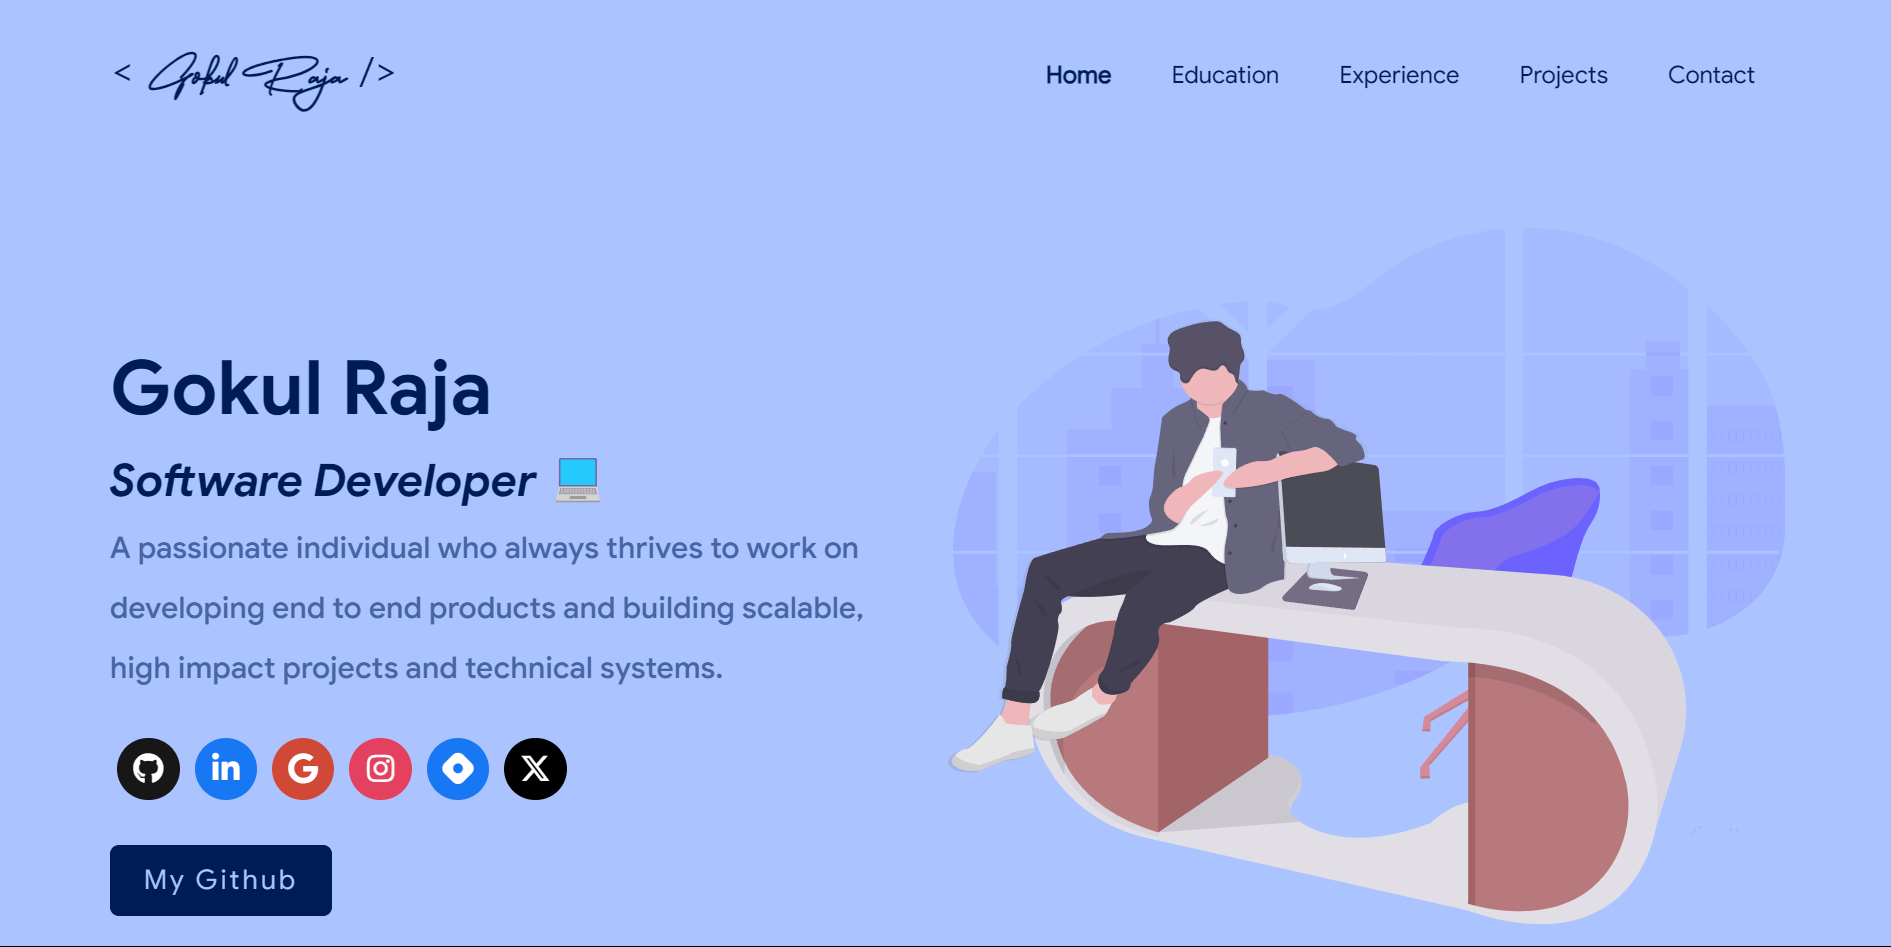 < Gokul Raja />
Home Education Experience Projects Contact
Gokul Raja
Software Developer 💻
A passionate individual who always thrives to work on
developing end to end products and building scalable,
high impact projects and technical systems.
in G X
My Github